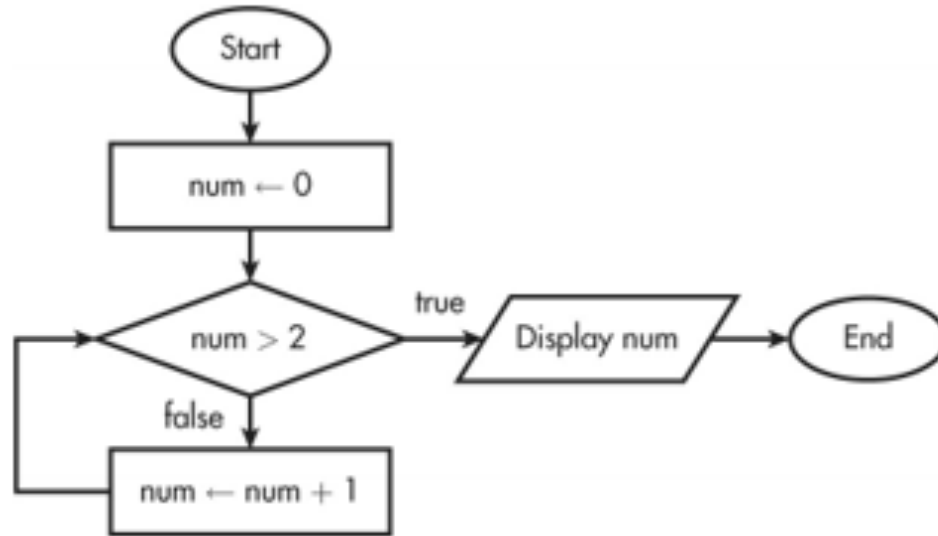 Start
num ← 0
num > 2
true
Display num
End
false
num ← num + 1